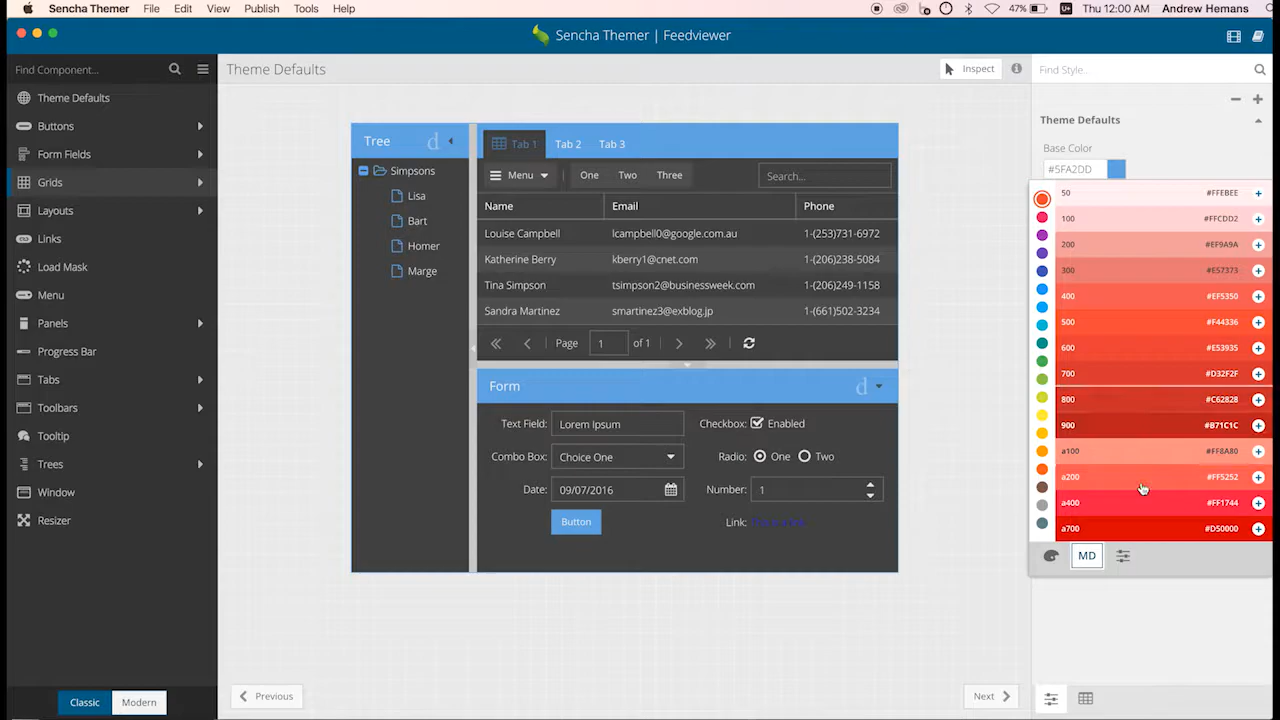 Sencha Themer File Edit View Publish Tools Help 47% U+ Thu 12:00 AM Andrew Hemans
Sencha Themer | Feedviewer
Find Component...
Theme Defaults
Buttons
Form Fields
Grids
Layouts
Links
Load Mask
Menu
Panels
Progress Bar
Tabs
Toolbars
Tooltip
Trees
Window
Resizer
Classic Modern
Theme Defaults
Inspect
Tree d
Simpsons
Lisa
Bart
Homer
Marge
Tab 1 Tab 2 Tab 3
Menu One Two Three Search...
Name Email Phone
Louise Campbell lcampbell0@google.com.au 1-(253)731-6972
Katherine Berry kberry1@cnet.com 1-(206)238-5084
Tina Simpson tsimpson2@businessweek.com 1-(206)249-1158
Sandra Martinez smartinez3@exblog.jp 1-(661)502-3234
Page 1 of 1
Form d
Text Field: Lorem Ipsum Checkbox: Enabled
Combo Box: Choice One Radio: One Two
Date: 09/07/2016 Number: 1
Button Link:
Previous Next
Find Style...
Theme Defaults
Base Color
#5FA2DD
50 #FFEBEE
100 #FFCDD2
200 #EF9A9A
300 #E57373
400 #EF5350
500 #F44336
600 #E53935
700 #D32F2F
800 #C62828
900 #B71C1C
a100 #FF8A80
a200 #FF5252
a400 #FF1744
a700 #D50000
MD